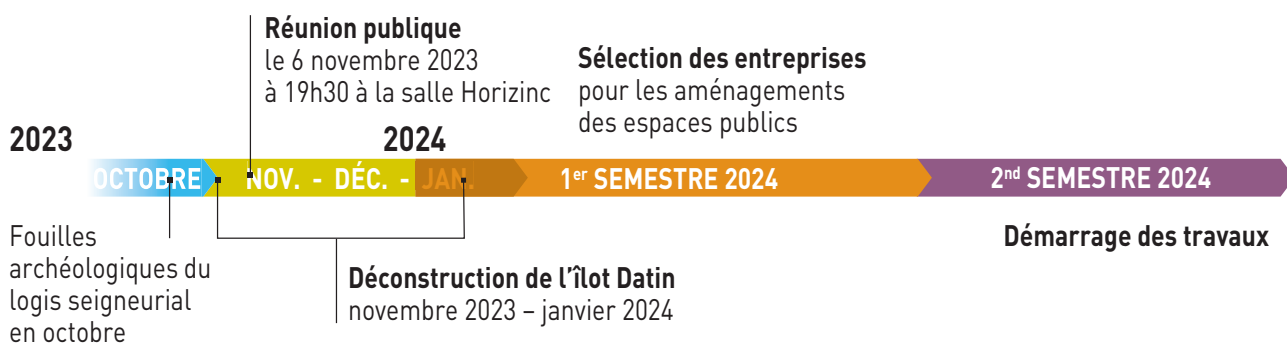 Réunion publique
le 6 novembre 2023
à 19h30 à la salle Horizinc
Sélection des entreprises
pour les aménagements
des espaces publics
2023
2024
OCTOBRE
NOV. - DÉC. - JAN.
1er SEMESTRE 2024
2nd SEMESTRE 2024
Fouilles
archéologiques du
logis seigneurial
en octobre
Déconstruction de l'îlot Datin
novembre 2023 – janvier 2024
Démarrage des travaux